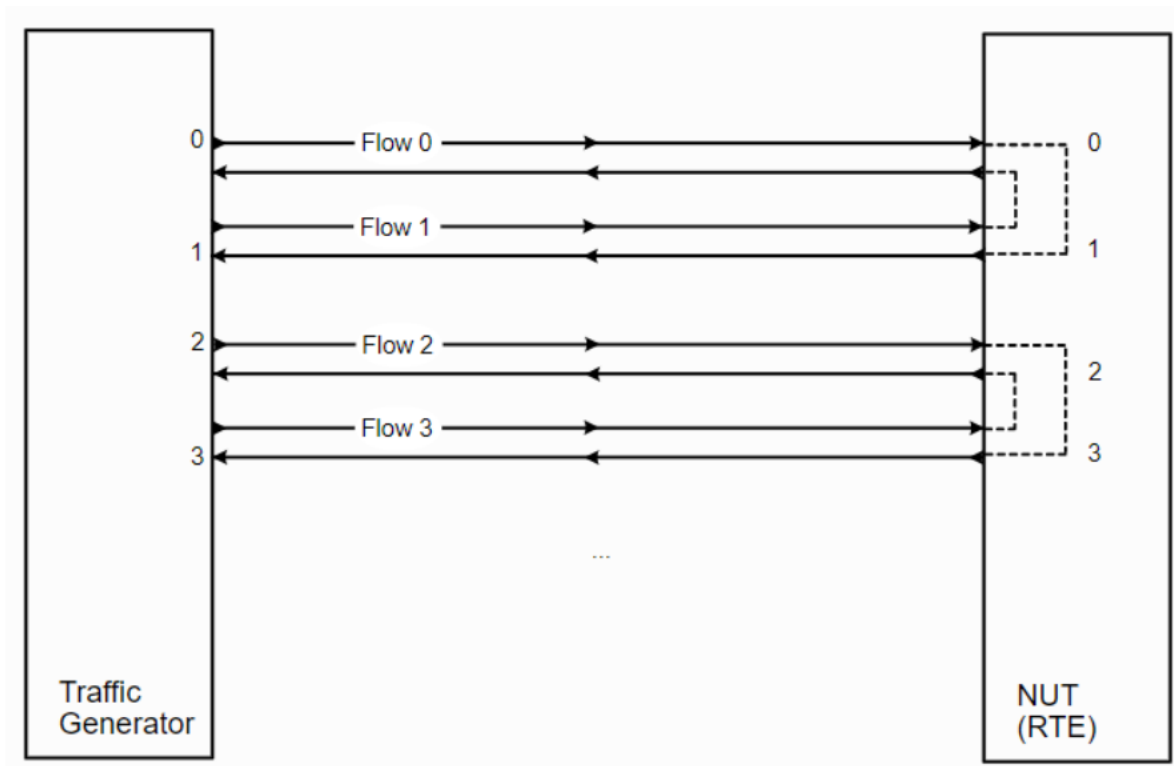 0
Flow 0
0
Flow 1
1
1
2
Flow 2
2
Flow 3
3
3
...
Traffic
Generator
NUT
(RTE)